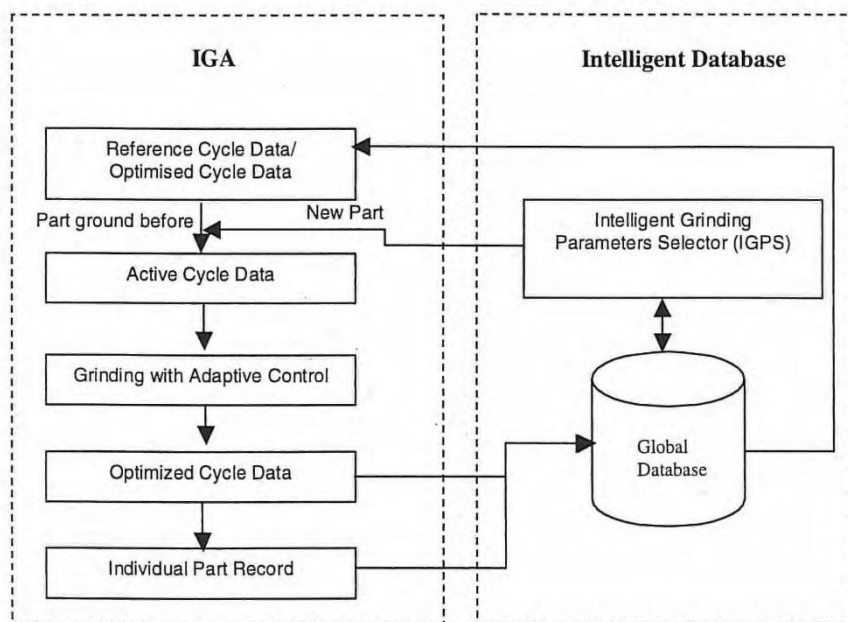 IGA
Intelligent Database
Reference Cycle Data/
Optimised Cycle Data
Part ground before
New Part
Intelligent Grinding
Parameters Selector (IGPS)
Active Cycle Data
Grinding with Adaptive Control
Global
Database
Optimized Cycle Data
Individual Part Record